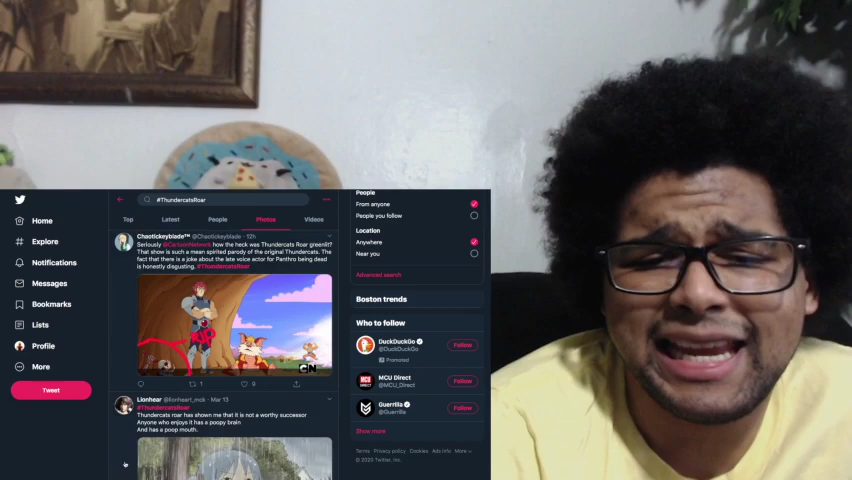 #ThundercatsRoar
Top Latest People Photos Videos
Home
Explore
Notifications
Messages
Bookmarks
Lists
Profile
More
Tweet
Chaotickeyblade™ @Chaotickeyblade · 12h
Seriously @CartoonNetwork how the heck was Thundercats Roar greenlit?
That show is such a mean spirited parody of the original Thundercats. The
fact that there is a joke about the late voice actor for Panthro being dead
is honestly disgusting. #ThundercatsRoar
RIP
CN
1 9
Lionhear @lionheart_mck · Mar 13
#ThundercatsRoar
Thundercats roar has shown me that it is not a worthy successor
Anyone who enjoys it has a poopy brain
And has a poop mouth.
People
From anyone
People you follow
Location
Anywhere
Near you
Advanced search
Boston trends
Who to follow
DuckDuckGo
@DuckDuckGo
Follow
Promoted
MCU
DIRECT
MCU Direct
@MCU_Direct
Follow
Guerrilla
@Guerrilla
Follow
Show more
Terms Privacy policy Cookies Ads info More
© 2020 Twitter, Inc.